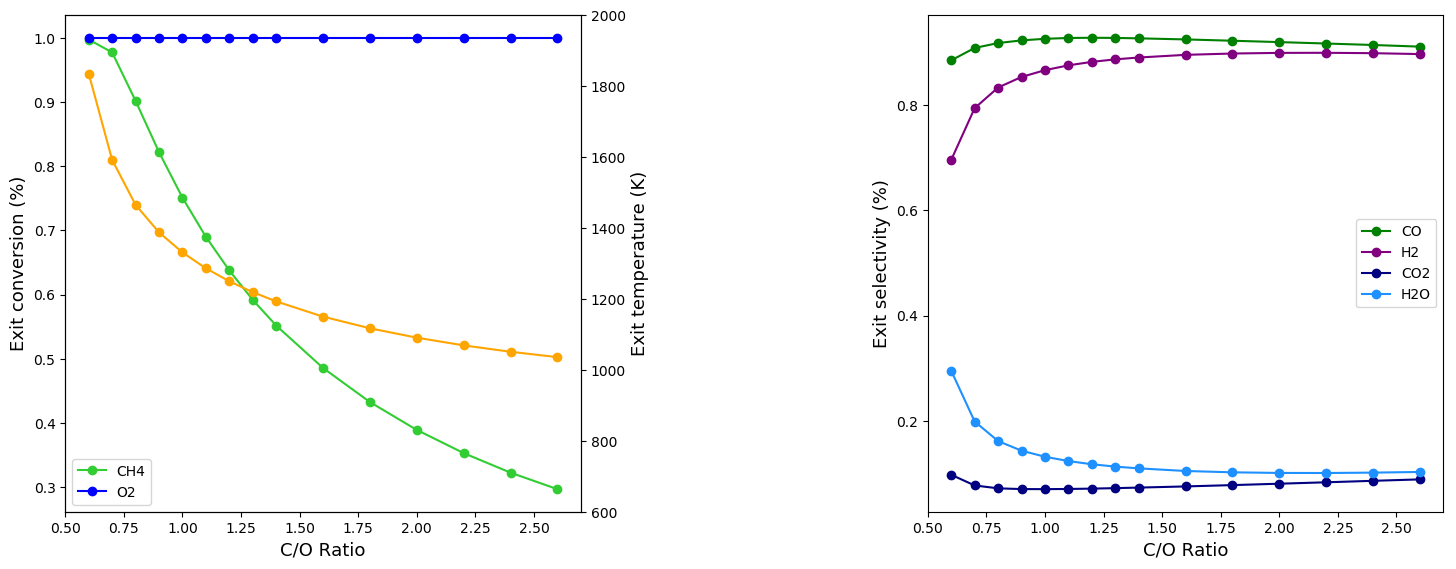 1.0
0.9
0.8
0.7
0.6
0.5
0.4
0.3
Exit conversion (%)
0.50 0.75 1.00 1.25 1.50 1.75 2.00 2.25 2.50
C/O Ratio
CH4
O2
2000
1800
1600
1400
1200
1000
800
600
Exit temperature (K)
0.8
0.6
0.4
0.2
Exit selectivity (%)
0.50 0.75 1.00 1.25 1.50 1.75 2.00 2.25 2.50
C/O Ratio
CO
H2
CO2
H2O